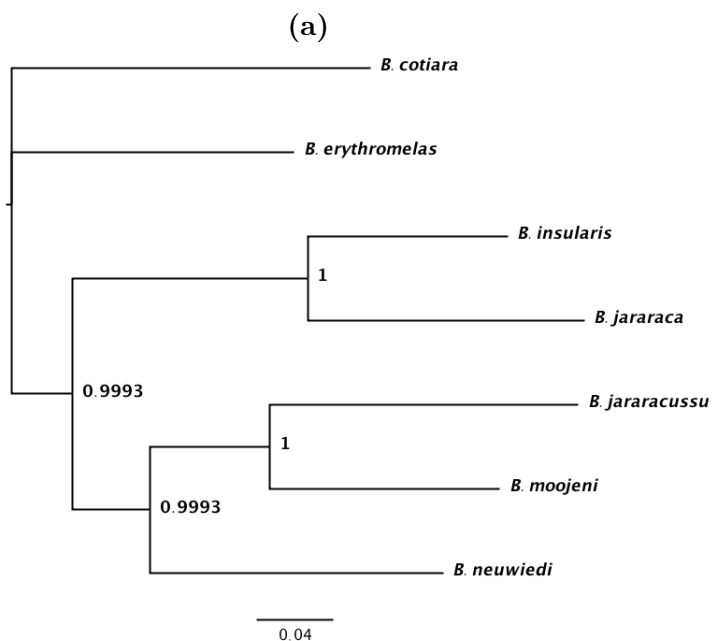 (a)
B. cotiara
B. erythromelas
B. insularis
1
B. jararaca
0.9993
B. jararacussu
1
B. moojeni
0.9993
B. neuwiedi
0.04